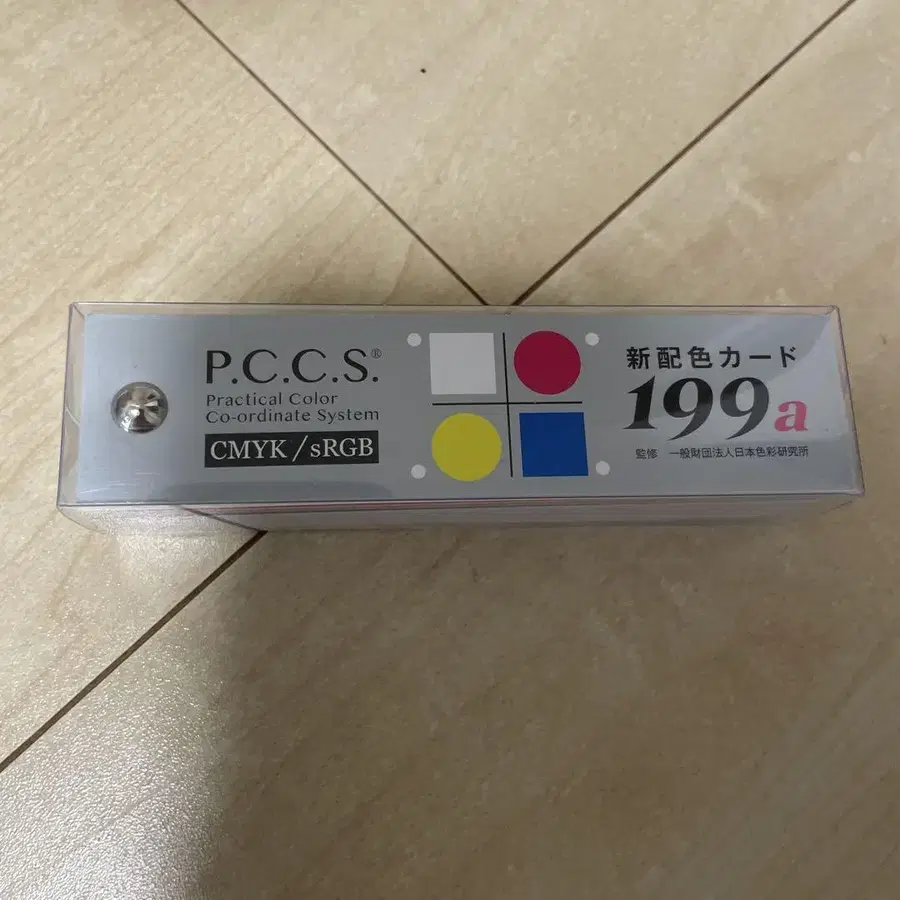 P.C.C.S.®
Practical Color
Co-ordinate System
CMYK/sRGB
新配色カード
199a
監修 一般財団法人日本色彩研究所